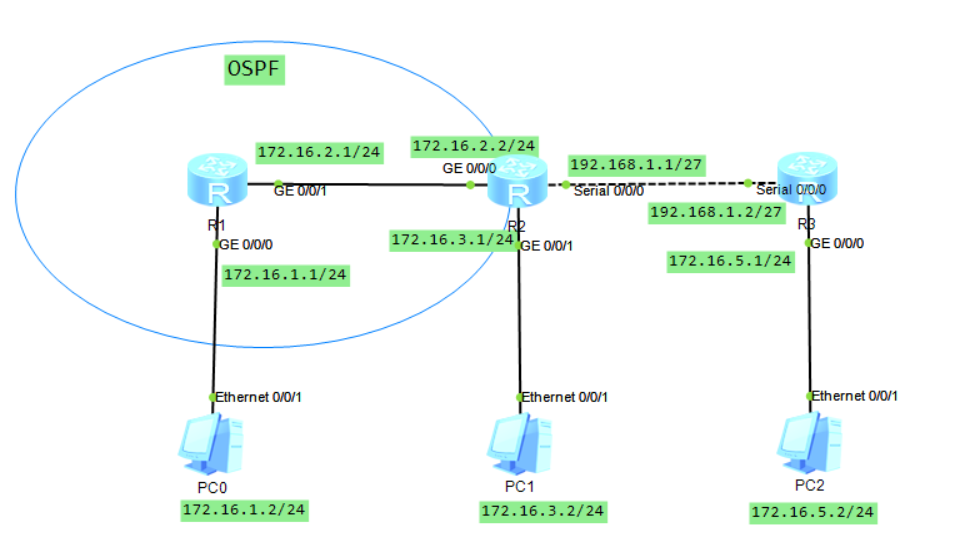 OSPF
172.16.2.1/24
172.16.2.2/24
GE 0/0/0
192.168.1.1/27
R
GE 0/0/1
R
Serial 0/0/0
Serial 0/0/0
R
R1
R2
192.168.1.2/27
R3
GE 0/0/0
172.16.3.1/24
GE 0/0/1
GE 0/0/0
172.16.1.1/24
172.16.5.1/24
Ethernet 0/0/1
Ethernet 0/0/1
Ethernet 0/0/1
PC0
PC1
PC2
172.16.1.2/24
172.16.3.2/24
172.16.5.2/24